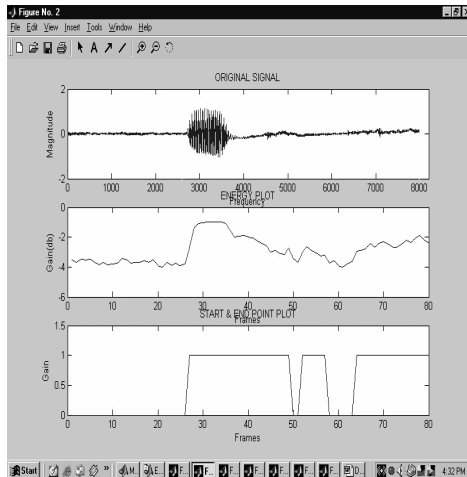 Figure No. 2
File Edit View Insert Tools Window Help
ORIGINAL SIGNAL
Magnitude
2
0
-2
0 1000 2000 3000 4000 5000 6000 7000 8000
Frequency
ENERGY PLOT
Gain(db)
0
-2
-4
-6
0 10 20 30 40 50 60 70 80
Frames
START & END POINT PLOT
Gain
1.5
1
0.5
0
0 10 20 30 40 50 60 70 80
Frames
Start » M.. E.. F.. F.. F.. F.. F.. F.. F.. D.. 4:32 PM